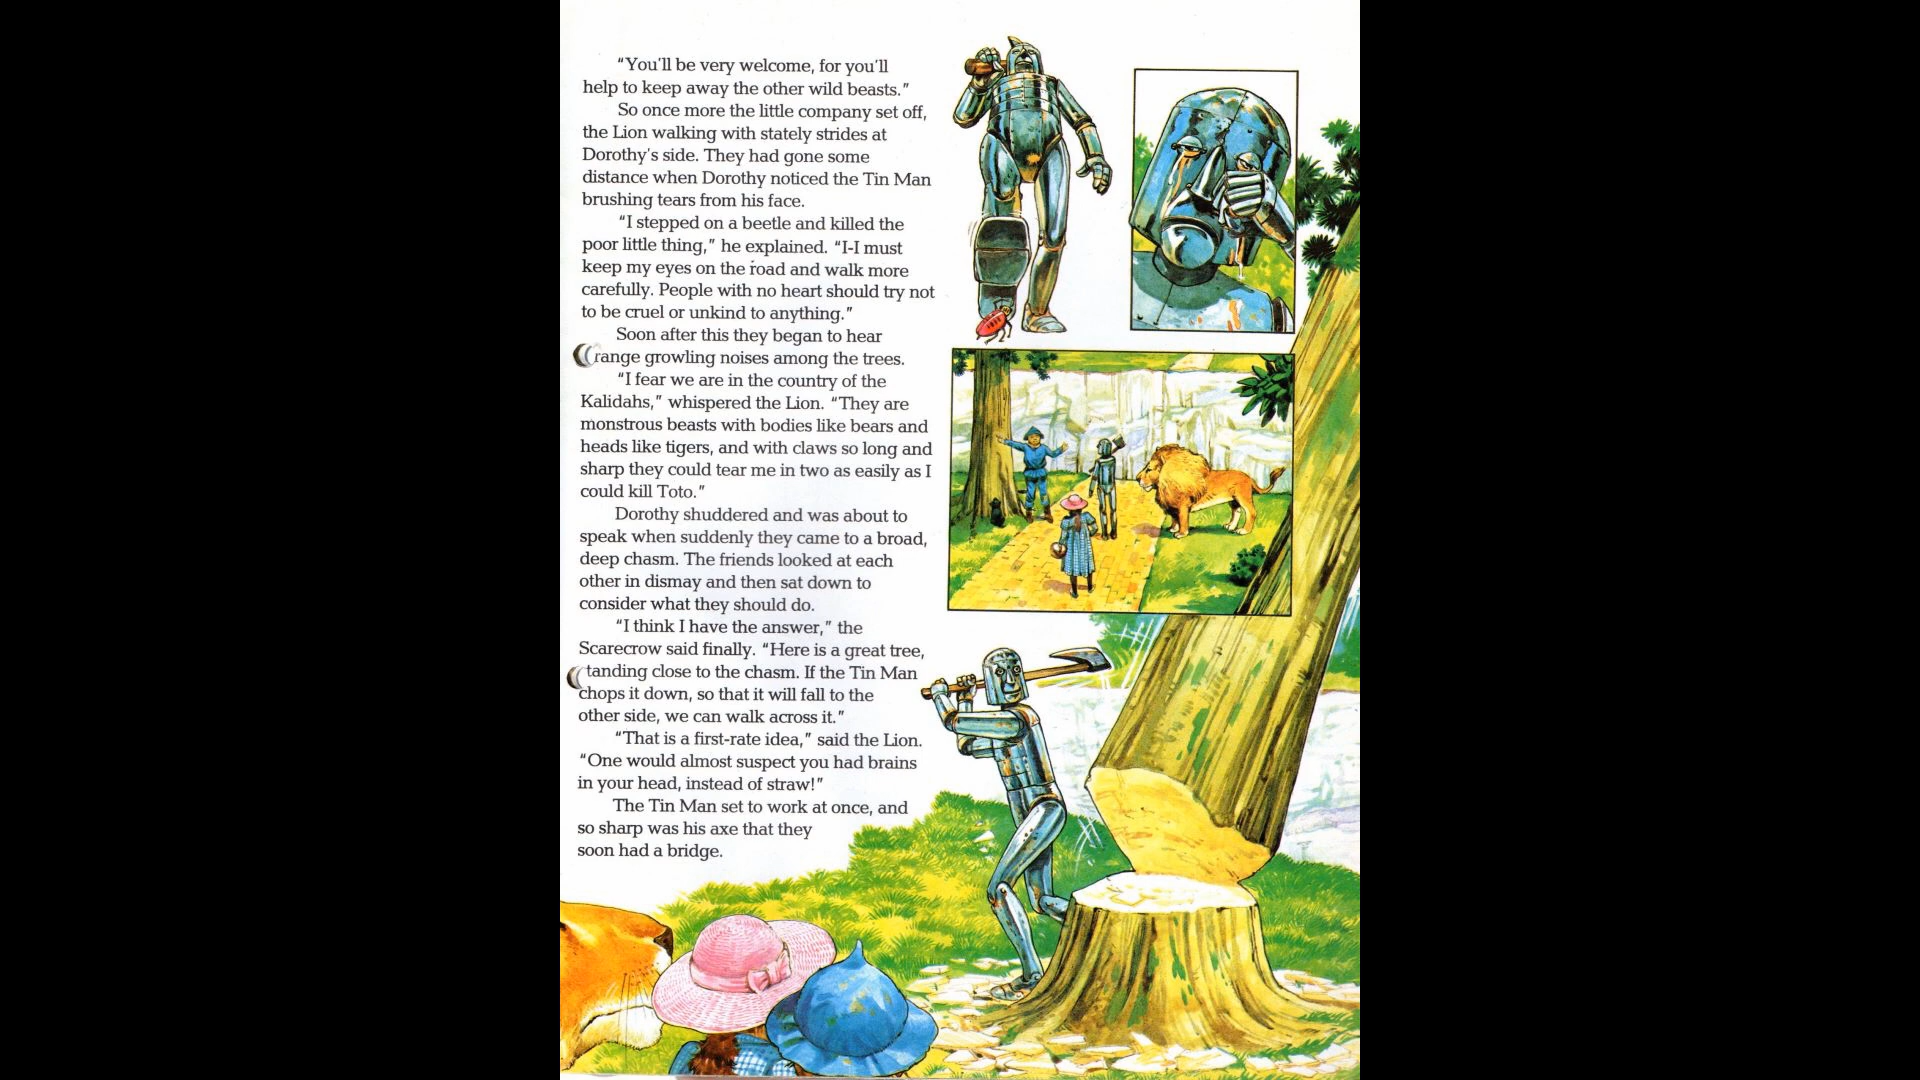 “You’ll be very welcome, for you’ll
help to keep away the other wild beasts.”
So once more the little company set off,
the Lion walking with stately strides at
Dorothy’s side. They had gone some
distance when Dorothy noticed the Tin Man
brushing tears from his face.
“I stepped on a beetle and killed the
poor little thing,” he explained. “I-I must
keep my eyes on the road and walk more
carefully. People with no heart should try not
to be cruel or unkind to anything.”
Soon after this they began to hear
range growling noises among the trees.
“I fear we are in the country of the
Kalidahs,” whispered the Lion. “They are
monstrous beasts with bodies like bears and
heads like tigers, and with claws so long and
sharp they could tear me in two as easily as I
could kill Toto.”
Dorothy shuddered and was about to
speak when suddenly they came to a broad,
deep chasm. The friends looked at each
other in dismay and then sat down to
consider what they should do.
“I think I have the answer,” the
Scarecrow said finally. “Here is a great tree,
tanding close to the chasm. If the Tin Man
chops it down, so that it will fall to the
other side, we can walk across it.”
“That is a first-rate idea,” said the Lion.
“One would almost suspect you had brains
in your head, instead of straw!”
The Tin Man set to work at once, and
so sharp was his axe that they
soon had a bridge.